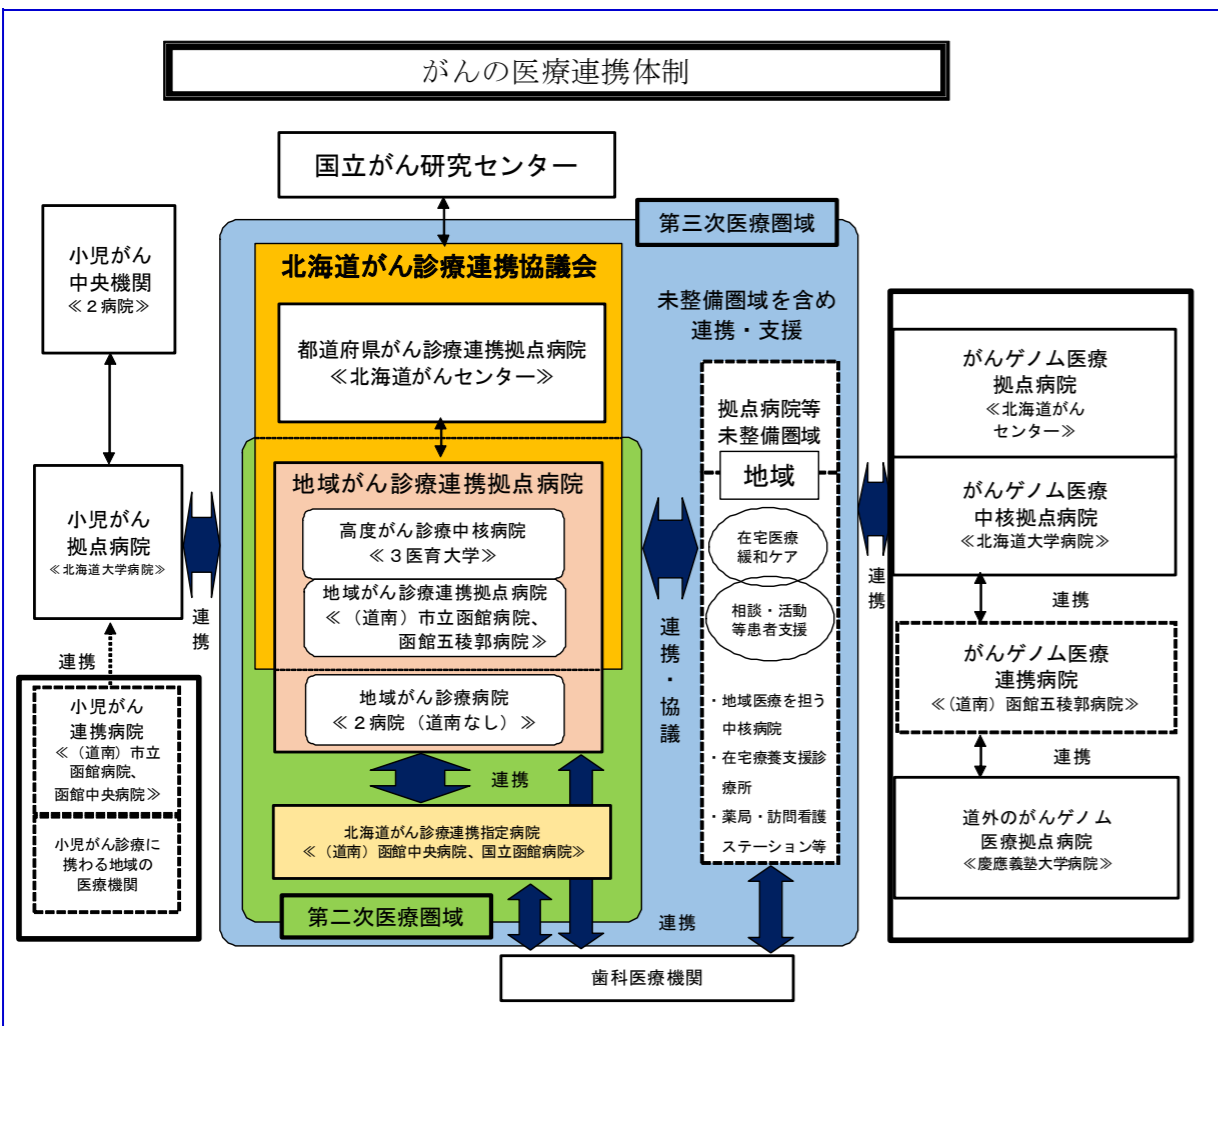 がんの医療連携体制
国立がん研究センター
第三次医療圏域
小児がん
中央機関
≪２病院≫
小児がん
拠点病院
≪北海道大学病院≫
連携
小児がん
連携病院
≪（道南）市立
函館病院、
函館中央病院≫
小児がん診療に
携わる地域の
医療機関
連
携
北海道がん診療連携協議会
都道府県がん診療連携拠点病院
≪北海道がんセンター≫
地域がん診療連携拠点病院
高度がん診療中核病院
≪３医育大学≫
地域がん診療連携拠点病院
≪（道南）市立函館病院、
函館五稜郭病院≫
地域がん診療病院
≪２病院（道南なし）≫
連携
北海道がん診療連携指定病院
≪（道南）函館中央病院、国立函館病院≫
第二次医療圏域
連
携
・
協
議
未整備圏域を含め
連携・支援
拠点病院等
未整備圏域
地域
在宅医療
緩和ケア
相談・活動
等患者支援
・地域医療を担う
中核病院
・在宅療養支援診
療所
・薬局・訪問看護
ステーション等
連携
歯科医療機関
連
携
がんゲノム医療
拠点病院
≪北海道がん
センター≫
がんゲノム医療
中核拠点病院
≪北海道大学病院≫
連携
がんゲノム医療
連携病院
≪（道南）函館五稜郭病院≫
連携
道外のがんゲノム
医療拠点病院
≪慶應義塾大学病院≫